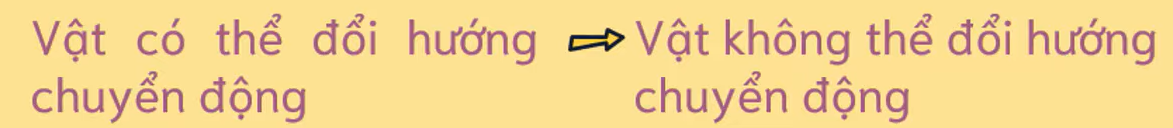 Vật có thể đổi hướng
chuyển động
Vật không thể đổi hướng
chuyển động